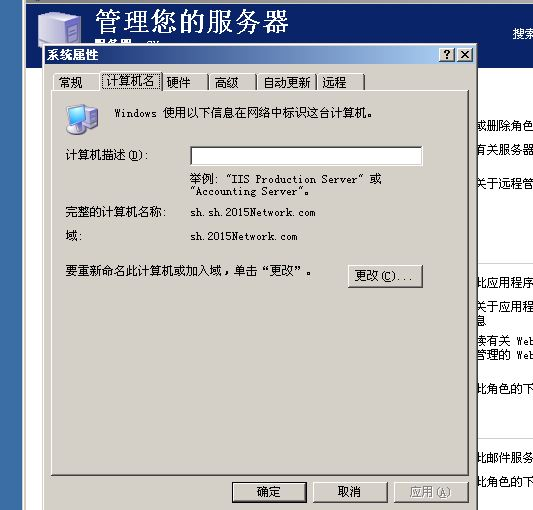 管理您的服务器
搜索
系统属性
常规 计算机名 硬件 高级 自动更新 远程
Windows 使用以下信息在网络中标识这台计算机。
计算机描述(D):
举例: "IIS Production Server" 或
"Accounting Server"。
完整的计算机名称: sh.sh.2015Network.com
域: sh.2015Network.com
要重新命名此计算机或加入域，单击“更改”。 更改(C)...
确定 取消 应用(A)
或删除角色
有关服务器
关于远程管
此应用程序
关于应用程
息
读有关 Web
管理的 Web
此角色的下
此邮件服务
此角色的下